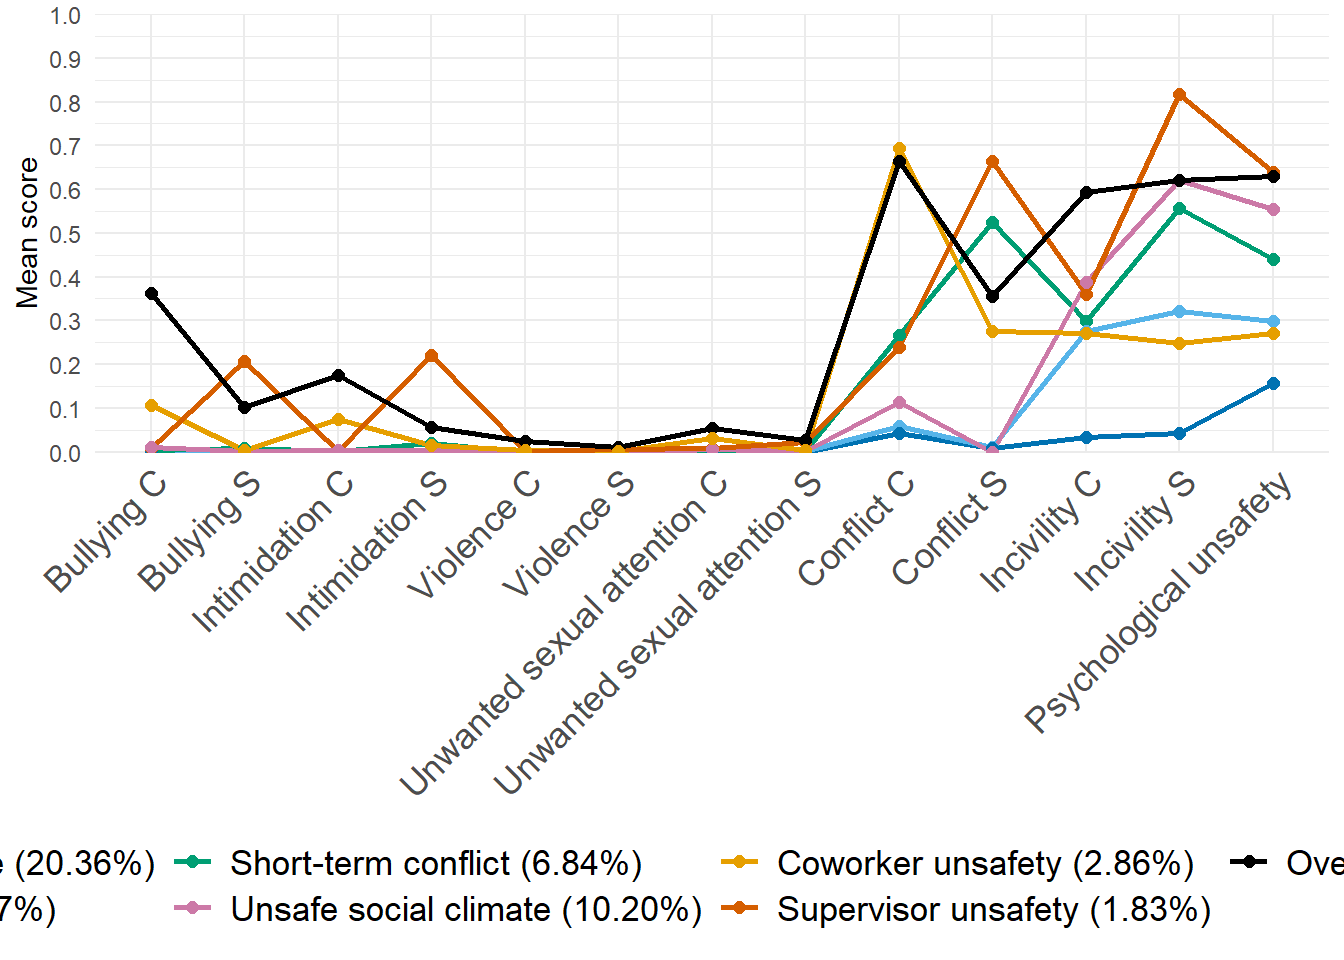 1.0
0.9
0.8
0.7
0.6
0.5
0.4
0.3
0.2
0.1
0.0
Mean score
Bullying C
Bullying S
Intimidation C
Intimidation S
Violence C
Violence S
Unwanted sexual attention C
Unwanted sexual attention S
Conflict C
Conflict S
Incivility C
Incivility S
Psychological unsafety
(20.36%) Short-term conflict (6.84%) Coworker unsafety (2.86%)
7%) Unsafe social climate (10.20%) Supervisor unsafety (1.83%)